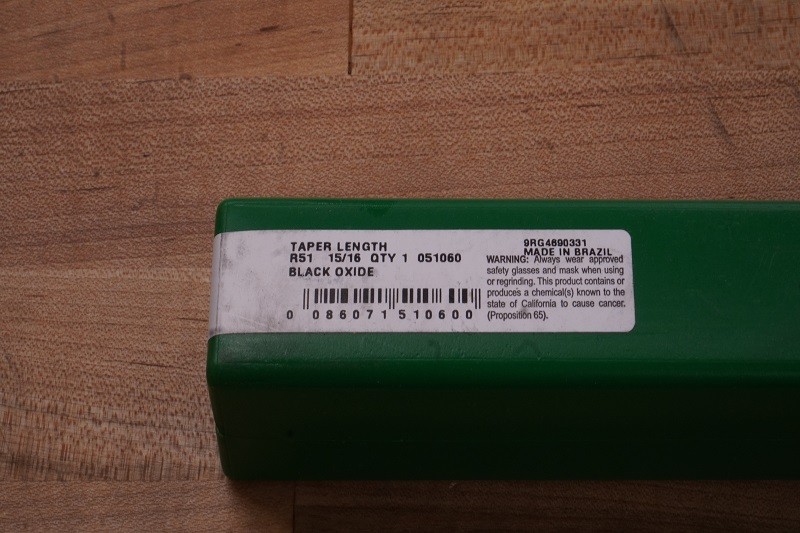 TAPER LENGTH
R51 15/16 QTY 1 051060
BLACK OXIDE
0 086071 510600
9RG4690331
MADE IN BRAZIL
WARNING: Always wear approved
safety glasses and mask when using
or regrinding. This product contains or
produces a chemical(s) known to the
state of California to cause cancer.
(Proposition 65).